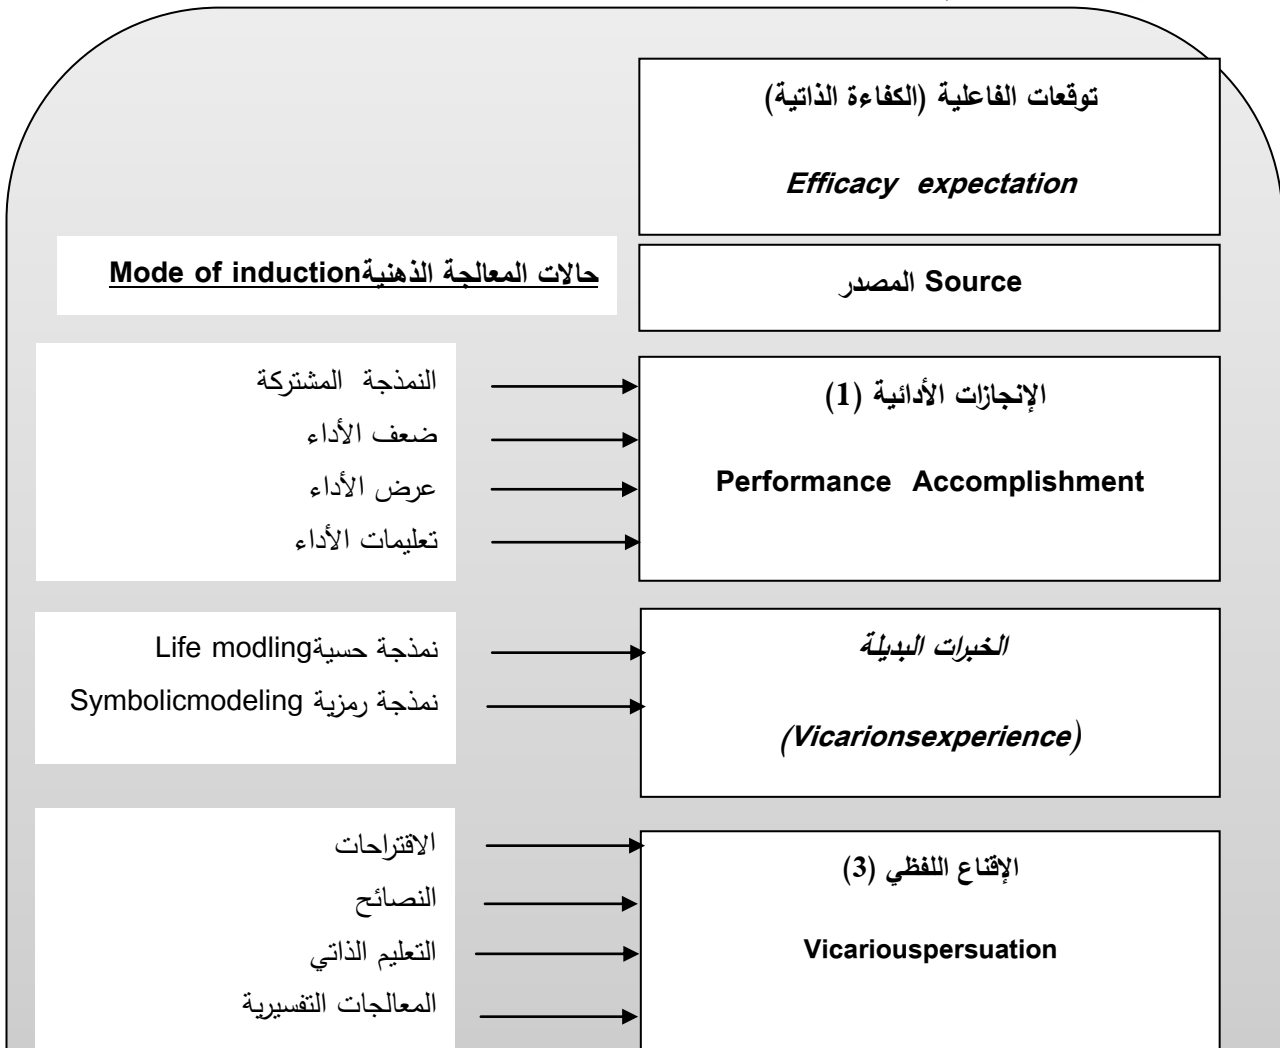 توقعات الفاعلية (الكفاءة الذاتية)
Efficacy expectation
حالات المعالجة الذهنيةMode of induction
المصدر Source
النمذجة المشتركة
ضعف الأداء
عرض الأداء
تعليمات الأداء
الإنجازات الأدائية (1)
Performance Accomplishment
نمذجة حسيةLife modling
نمذجة رمزية Symbolicmodeling
الخبرات البديلة
(Vicarionsexperience)
الاقتراحات
النصائح
التعليم الذاتي
المعالجات التفسيرية
الإقناع اللفظي (3)
Vicariouspersuation